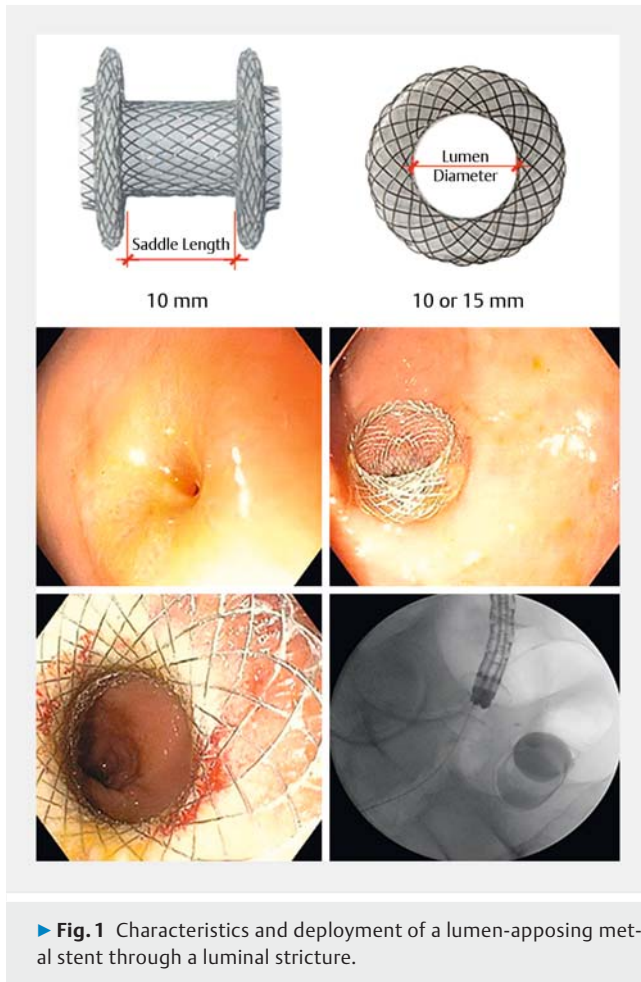 Lumen
Diameter
Saddle Length
10 mm
10 or 15 mm
▶ Fig. 1 Characteristics and deployment of a lumen-apposing met-
al stent through a luminal stricture.